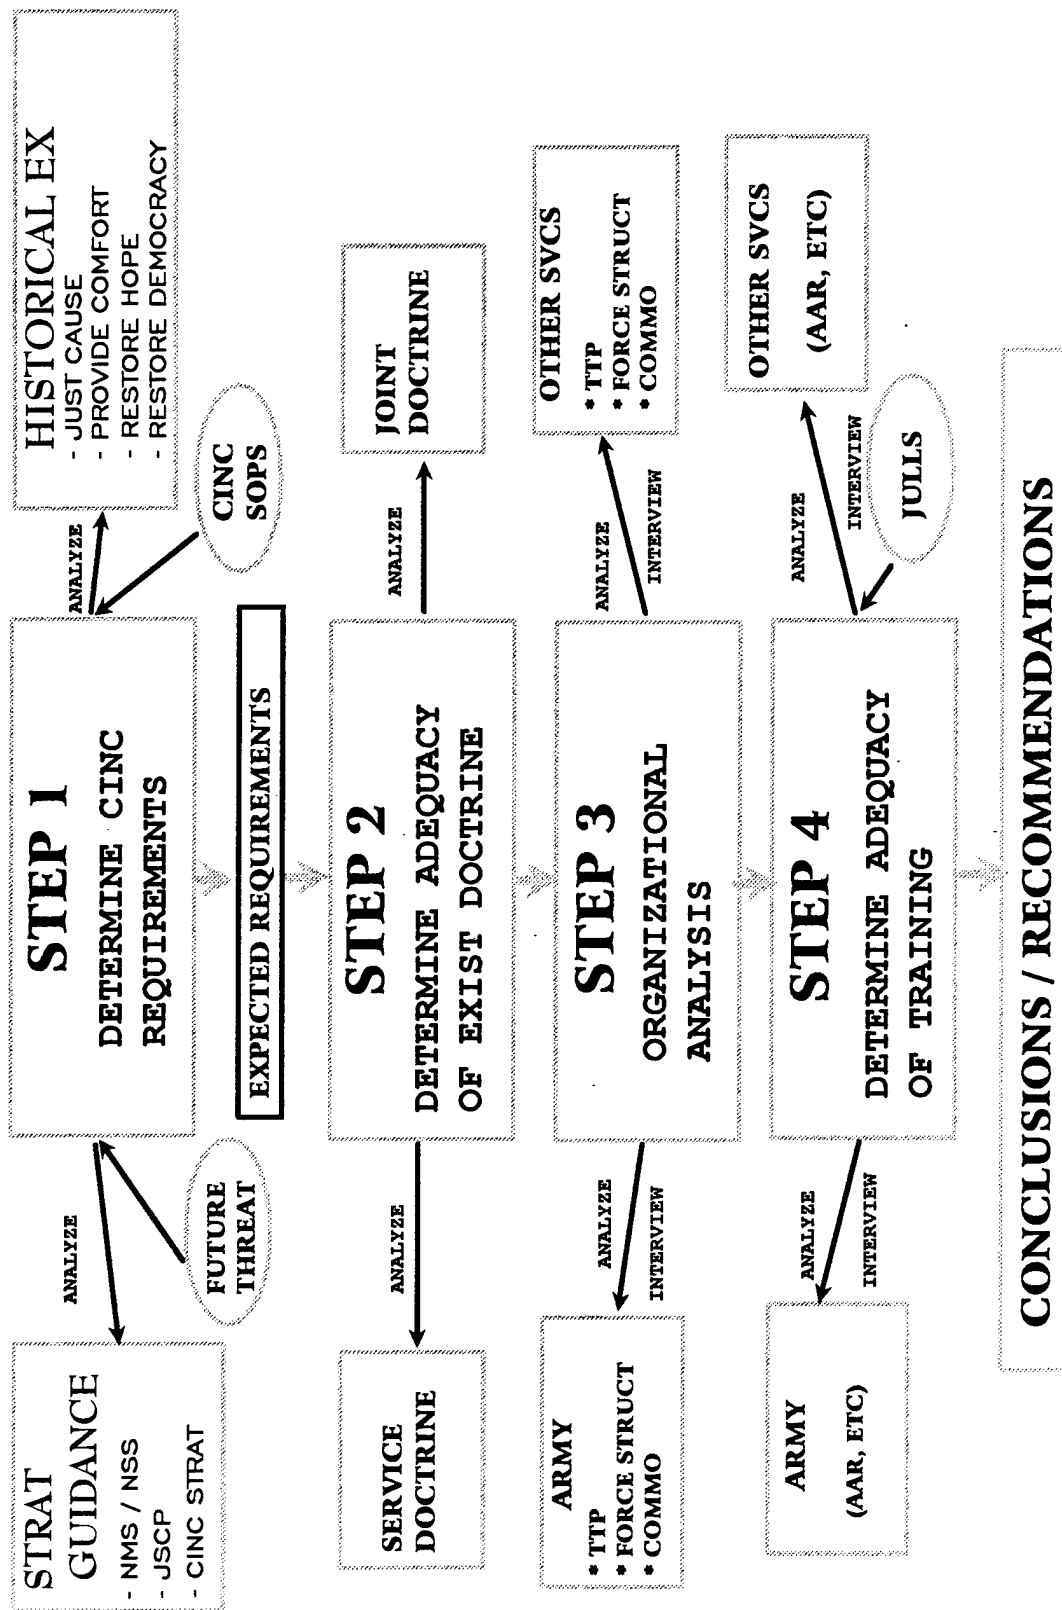 STRAT
GUIDANCE
- NMS / NSS
- JSCP
- CINC STRAT
ANALYZE
FUTURE
THREAT
STEP 1
DETERMINE CINC
REQUIREMENTS
ANALYZE
CINC
SOPS
HISTORICAL EX
- JUST CAUSE
- PROVIDE COMFORT
- RESTORE HOPE
- RESTORE DEMOCRACY
EXPECTED REQUIREMENTS
SERVICE
DOCTRINE
ANALYZE
STEP 2
DETERMINE ADEQUACY
OF EXIST DOCTRINE
ANALYZE
JOINT
DOCTRINE
ARMY
* TTP
* FORCE STRUCT
* COMMO
ANALYZE
INTERVIEW
STEP 3
ORGANIZATIONAL
ANALYSIS
ANALYZE
INTERVIEW
OTHER SVCS
* TTP
* FORCE STRUCT
* COMMO
ARMY
(AAR, ETC)
ANALYZE
INTERVIEW
STEP 4
DETERMINE ADEQUACY
OF TRAINING
ANALYZE
INTERVIEW
JULLS
OTHER SVCS
(AAR, ETC)
CONCLUSIONS / RECOMMENDATIONS